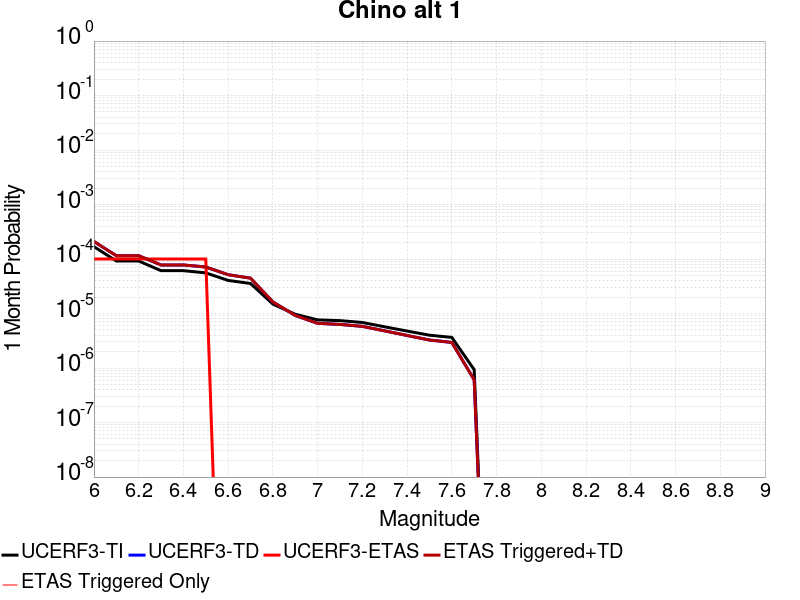 Chino alt 1
1 Month Probability
10^0
10^-1
10^-2
10^-3
10^-4
10^-5
10^-6
10^-7
10^-8
6 6.2 6.4 6.6 6.8 7 7.2 7.4 7.6 7.8 8 8.2 8.4 8.6 8.8 9
Magnitude
UCERF3-TI UCERF3-TD UCERF3-ETAS ETAS Triggered+TD
ETAS Triggered Only